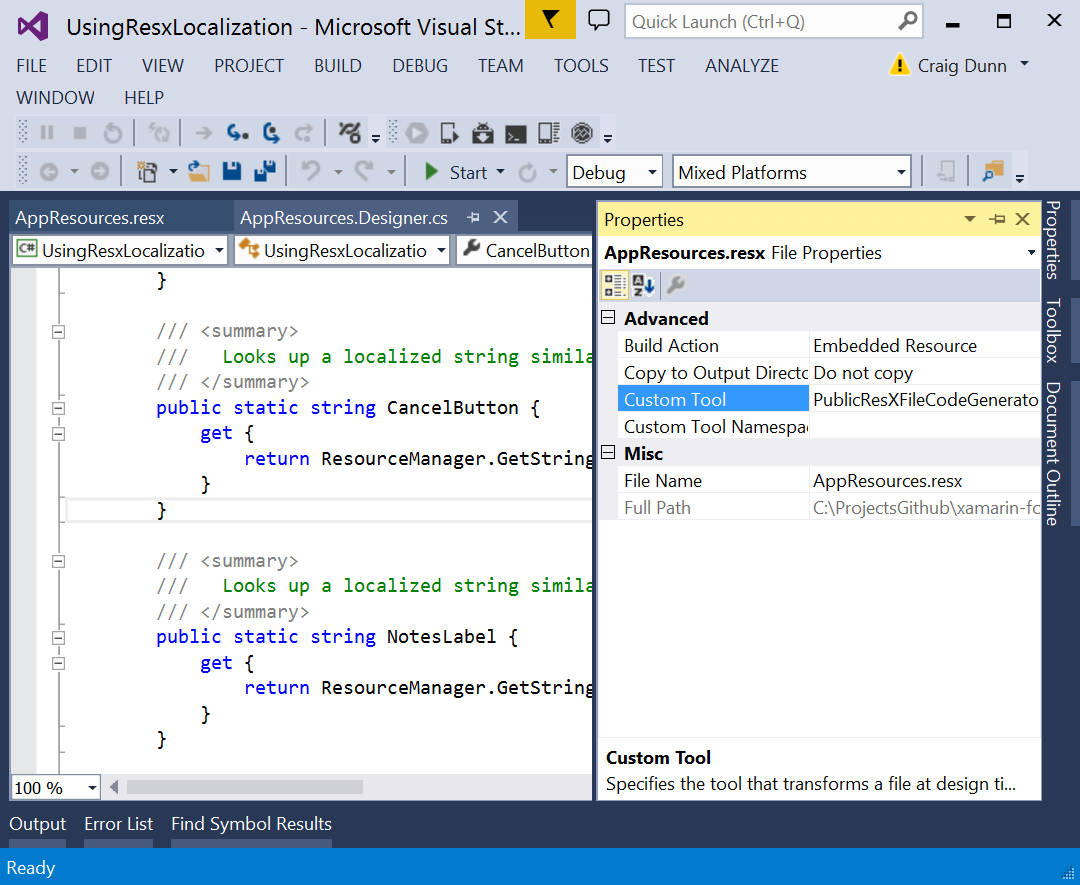 UsingResxLocalization - Microsoft Visual St...
Quick Launch (Ctrl+Q)
FILE EDIT VIEW PROJECT BUILD DEBUG TEAM TOOLS TEST ANALYZE
Craig Dunn
WINDOW HELP
Start Debug Mixed Platforms
AppResources.resx AppResources.Designer.cs
C# UsingResxLocalizatio UsingResxLocalizatio CancelButton
}
/// <summary>
///   Looks up a localized string simila
/// </summary>
public static string CancelButton {
get {
return ResourceManager.GetString
}
}
/// <summary>
///   Looks up a localized string simila
/// </summary>
public static string NotesLabel {
get {
return ResourceManager.GetString
}
}
100 %
Properties
AppResources.resx File Properties
Advanced
Build Action Embedded Resource
Copy to Output Directo Do not copy
Custom Tool PublicResXFileCodeGenerato
Custom Tool Namespa
Misc
File Name AppResources.resx
Full Path C:\ProjectsGithub\xamarin-fo
Custom Tool
Specifies the tool that transforms a file at design ti...
Properties
Toolbox
Document Outline
Output Error List Find Symbol Results
Ready